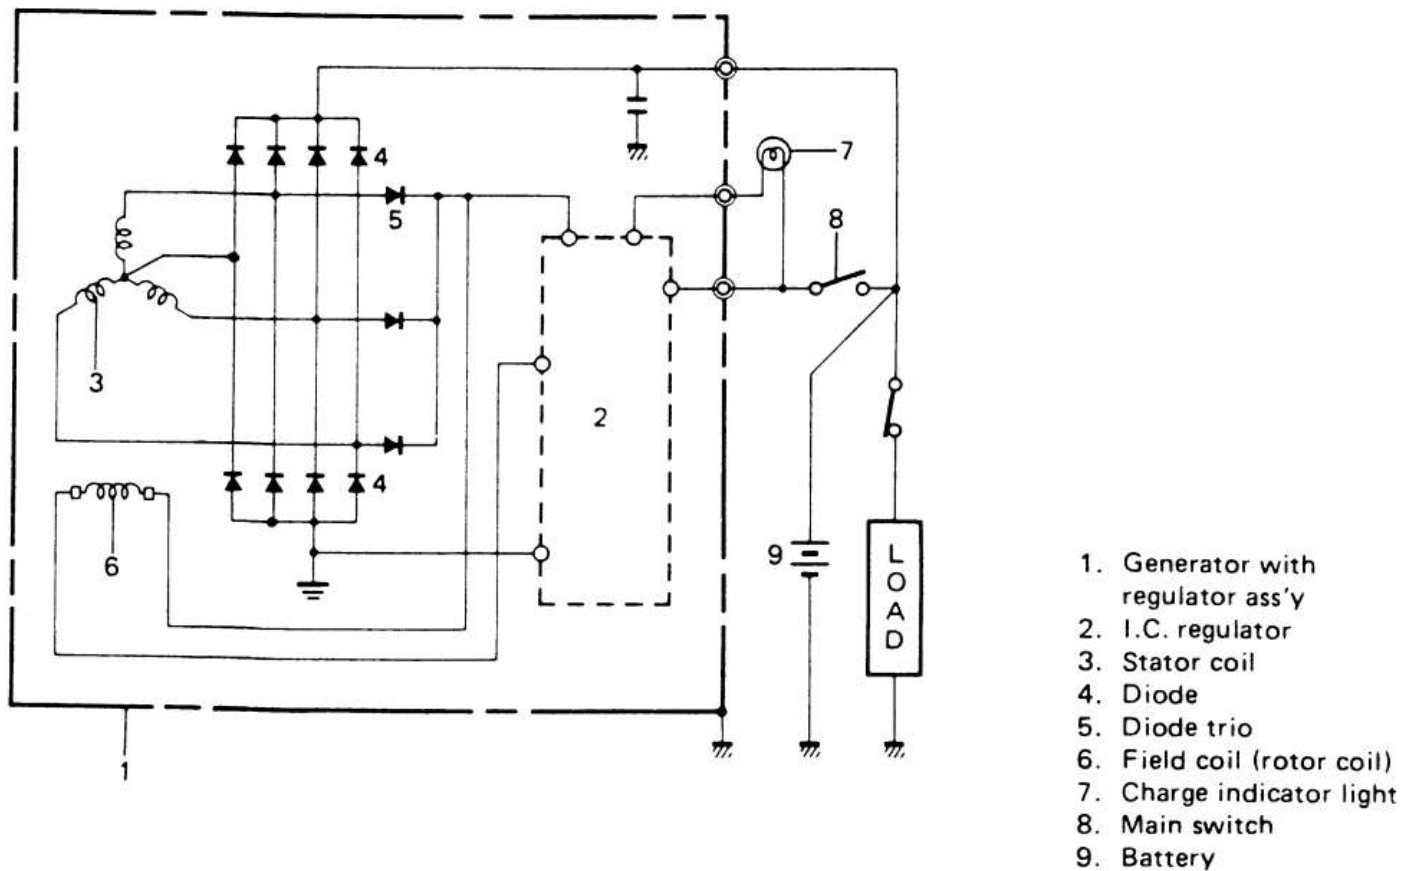 4
7
5
8
3
2
4
6
9
LOAD
1
1. Generator with
regulator ass'y
2. I.C. regulator
3. Stator coil
4. Diode
5. Diode trio
6. Field coil (rotor coil)
7. Charge indicator light
8. Main switch
9. Battery